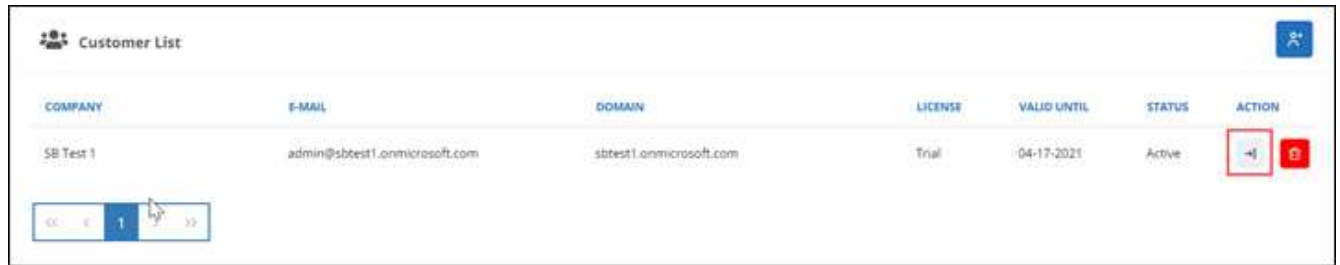 Customer List
COMPANY E-MAIL DOMAIN LICENSE VALID UNTIL STATUS ACTION
SB Test 1 admin@sbtest1.onmicrosoft.com sbtest1.onmicrosoft.com Trial 04-17-2021 Active
<< < 1 > >>